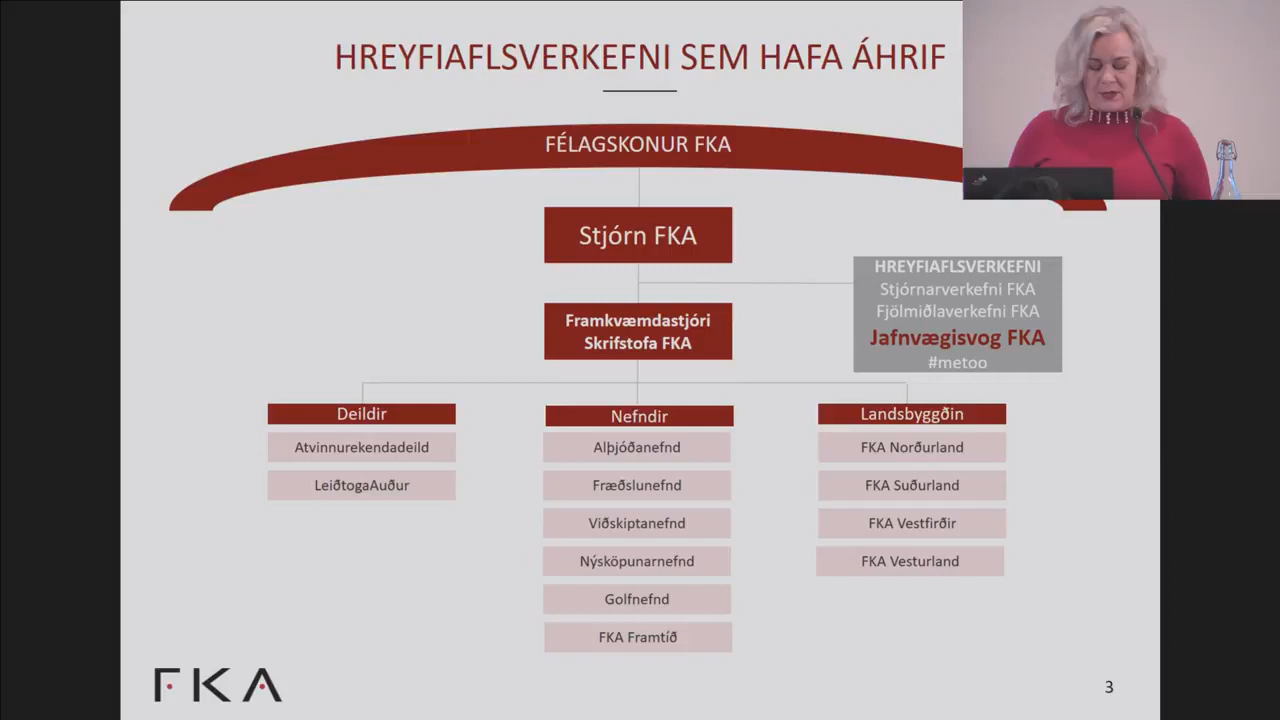 HREYFIAFLSVERKEFNI SEM HAFA ÁHRIF
FÉLAGSKONUR FKA
Stjórn FKA
HREYFIAFLSVERKEFNI
Stjórnarverkefni FKA
Fjölmiðlaverkefni FKA
Jafnvægisvog FKA
#metoo
Framkvæmdastjóri
Skrifstofa FKA
Deildir
Atvinnurekendadeild
LeiðtogaAuður
Nefndir
Alþjóðanefnd
Fræðslunefnd
Viðskiptanefnd
Nýsköpunarnefnd
Golfnefnd
FKA Framtíð
Landsbyggðin
FKA Norðurland
FKA Suðurland
FKA Vestfirðir
FKA Vesturland
FKA
3